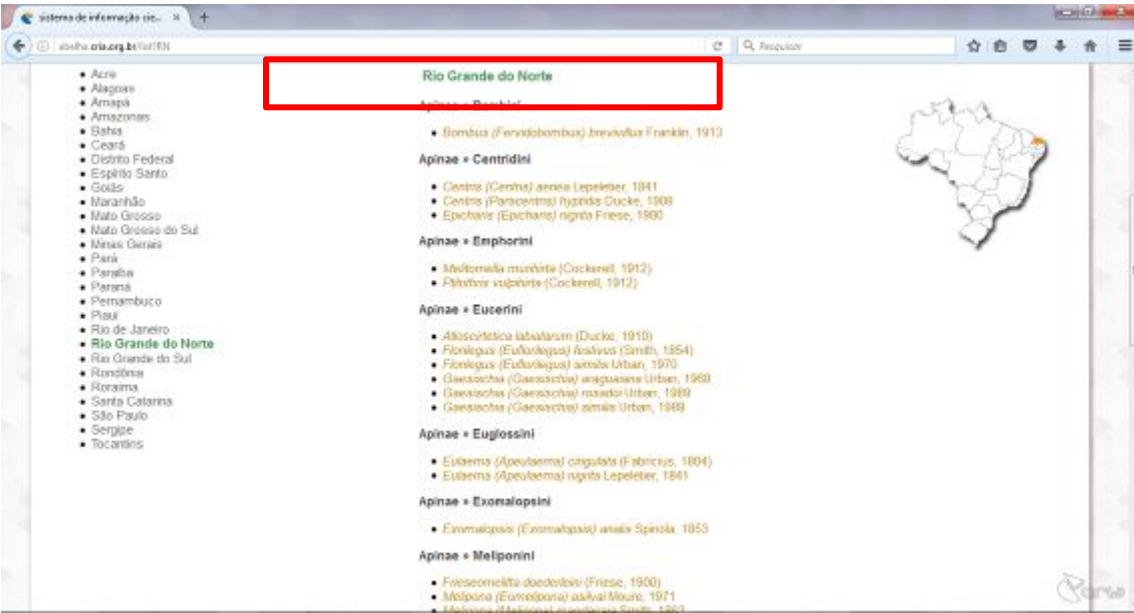 sistema de informação cie...
abelha.cria.org.br/list/RN
Pesquisar
Acre
Alagoas
Amapá
Amazonas
Bahia
Ceará
Distrito Federal
Espírito Santo
Goiás
Maranhão
Mato Grosso
Mato Grosso do Sul
Minas Gerais
Pará
Paraíba
Paraná
Pernambuco
Piauí
Rio de Janeiro
Rio Grande do Norte
Rio Grande do Sul
Rondônia
Roraima
Santa Catarina
São Paulo
Sergipe
Tocantins
Rio Grande do Norte
Apinae » Bombini
Bombus (Fervidobombus) brevivillus Franklin, 1913
Apinae » Centridini
Centris (Centris) aenea Lepeletier, 1841
Centris (Paracentris) hyptidis Ducke, 1908
Epicharis (Epicharis) nigrita Friese, 1900
Apinae » Emphorini
Melitomella murihirta (Cockerell, 1912)
Ptilothrix vulpihirta (Cockerell, 1912)
Apinae » Eucerini
Alloscirtetica labiatarum (Ducke, 1910)
Florilegus (Euflorilegus) festivus (Smith, 1854)
Florilegus (Euflorilegus) similis Urban, 1970
Gaesischia (Gaesischia) araguaiana Urban,
Gaesischia (Gaesischia) Urban, 1989
Gaesischia (Gaesischia) similis Urban, 1989
Apinae » Euglossini
Eulaema (Apeulaema) cingulata (Fabricius, 1804)
Eulaema (Apeulaema) nigrita Lepeletier, 1841
Apinae » Exomalopsini
Exomalopsis (Exomalopsis) analis Spinola, 1853
Apinae » Meliponini
Frieseomelitta doederleini (Friese, 1900)
Melipona (Eomelipona) asilvai Moure, 1971
Melipona (Melipona) mandacaia Smith, 1863